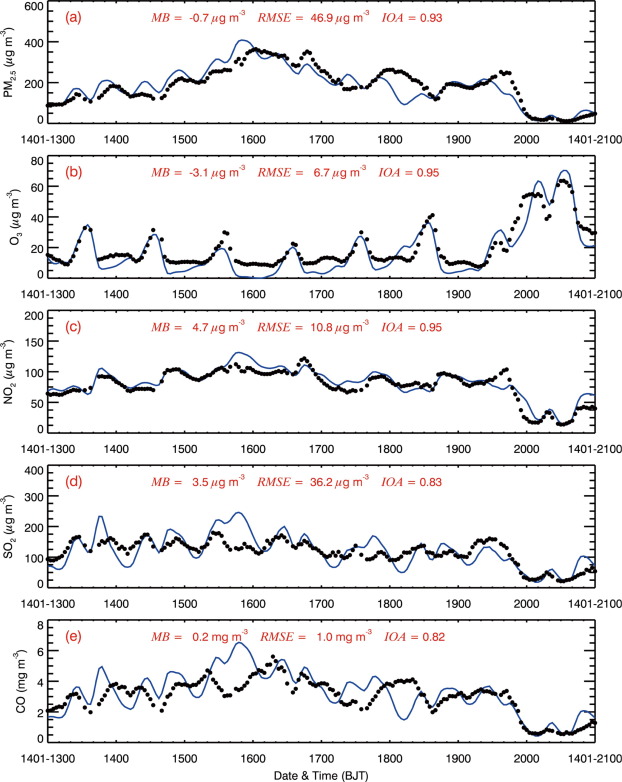 (a) MB = -0.7 μg m-3 RMSE = 46.9 μg m-3 IOA = 0.93
PM2.5 (μg m-3)
600
400
200
0
1401-1300 1400 1500 1600 1700 1800 1900 2000 1401-2100
(b) MB = -3.1 μg m-3 RMSE = 6.7 μg m-3 IOA = 0.95
O3 (μg m-3)
80
60
40
20
0
1401-1300 1400 1500 1600 1700 1800 1900 2000 1401-2100
(c) MB = 4.7 μg m-3 RMSE = 10.8 μg m-3 IOA = 0.95
NO2 (μg m-3)
200
150
100
50
0
1401-1300 1400 1500 1600 1700 1800 1900 2000 1401-2100
(d) MB = 3.5 μg m-3 RMSE = 36.2 μg m-3 IOA = 0.83
SO2 (μg m-3)
400
300
200
100
0
1401-1300 1400 1500 1600 1700 1800 1900 2000 1401-2100
(e) MB = 0.2 mg m-3 RMSE = 1.0 mg m-3 IOA = 0.82
CO (mg m-3)
8
6
4
2
0
1401-1300 1400 1500 1600 1700 1800 1900 2000 1401-2100
Date & Time (BJT)